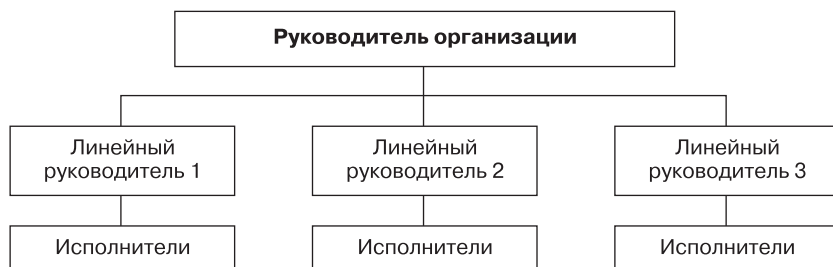 Руководитель организации
Линейный
руководитель 1
Линейный
руководитель 2
Линейный
руководитель 3
Исполнители
Исполнители
Исполнители